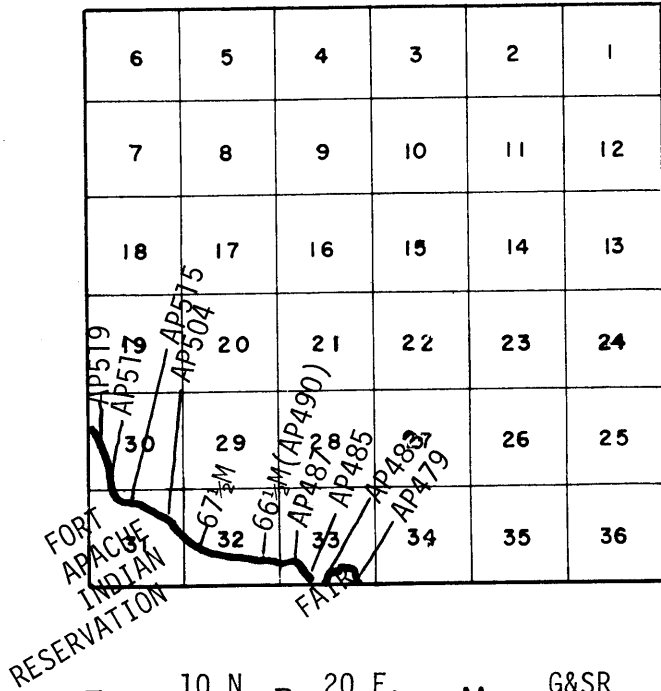 6 5 4 3 2 1
7 8 9 10 11 12
18 17 16 15 14 13
19 20 21 22 23 24
30 29 28 26 25
31 32 33 34 35 36
AP519
AP517
AP515
AP504
67½M
66½M(AP490)
AP487
AP485
AP483
AP479
FORT
APACHE
INDIAN
RESERVATION
10 N 20 E G&SR